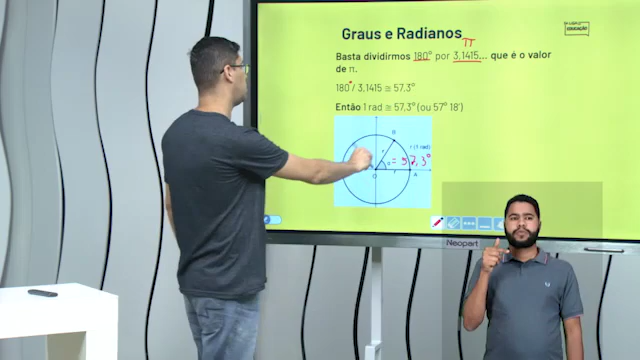 Graus e Radianos
π
Basta dividirmos 180° por 3,1415... que é o valor
de π.
180°/ 3,1415 ≅ 57.3°
Então 1 rad ≅ 57,3° (ou 57° 18')
B
r (1 rad)
r
α = 57,3°
O
r
A
EDUCAÇÃO
Neopart